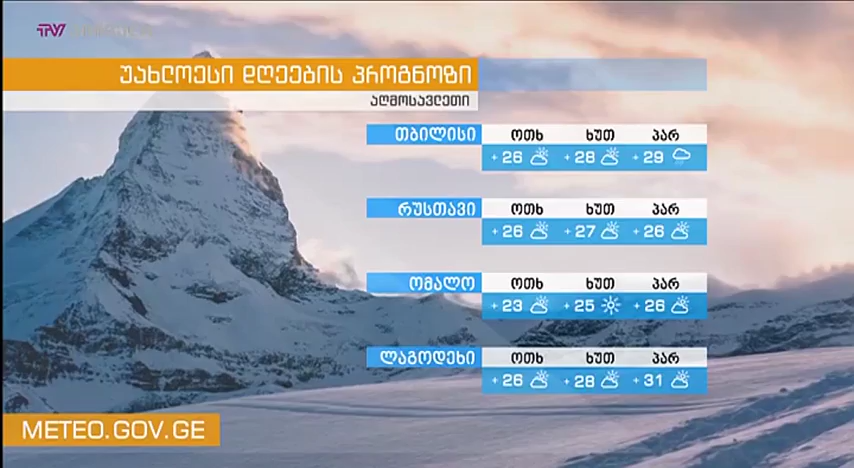 TV
უახლოესი დღეების პროგნოზი
აღმოსავლეთი
თბილისი ოთხ ხუთ პარ
+26 +28 +29
რუსთავი ოთხ ხუთ პარ
+26 +27 +26
ომალო ოთხ ხუთ პარ
+23 +25 +26
ლაგოდეხი ოთხ ხუთ პარ
+26 +28 +31
METEO.GOV.GE